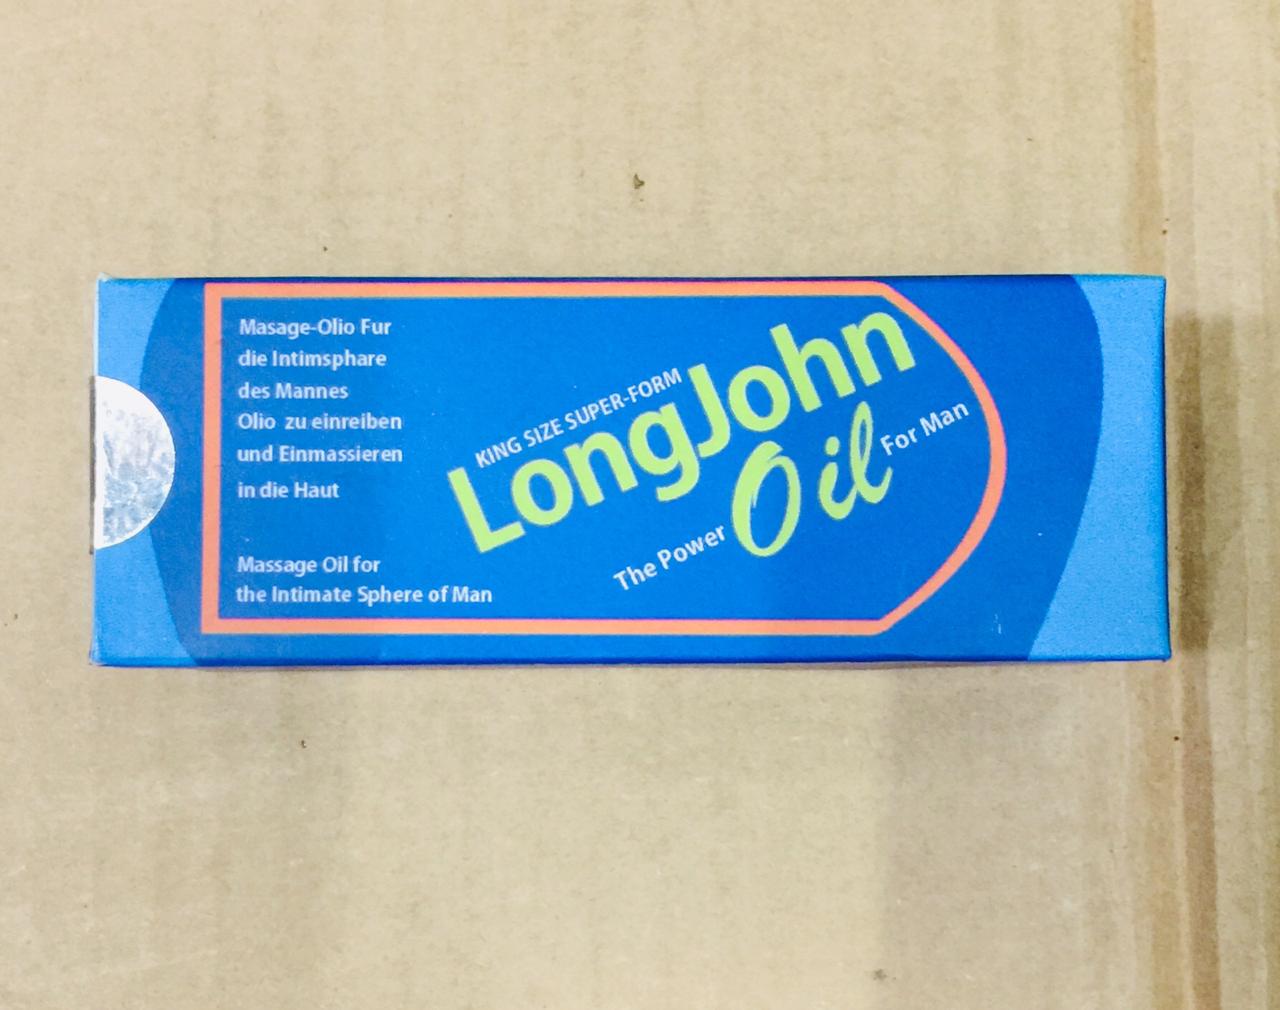 Masage-Olio Fur
die Intimsphare
des Mannes
Olio zu einreiben
und Einmassieren
in die Haut
Massage Oil for
the Intimate Sphere of Man
KING SIZE SUPER-FORM
LongJohn
The Power Oil For Man